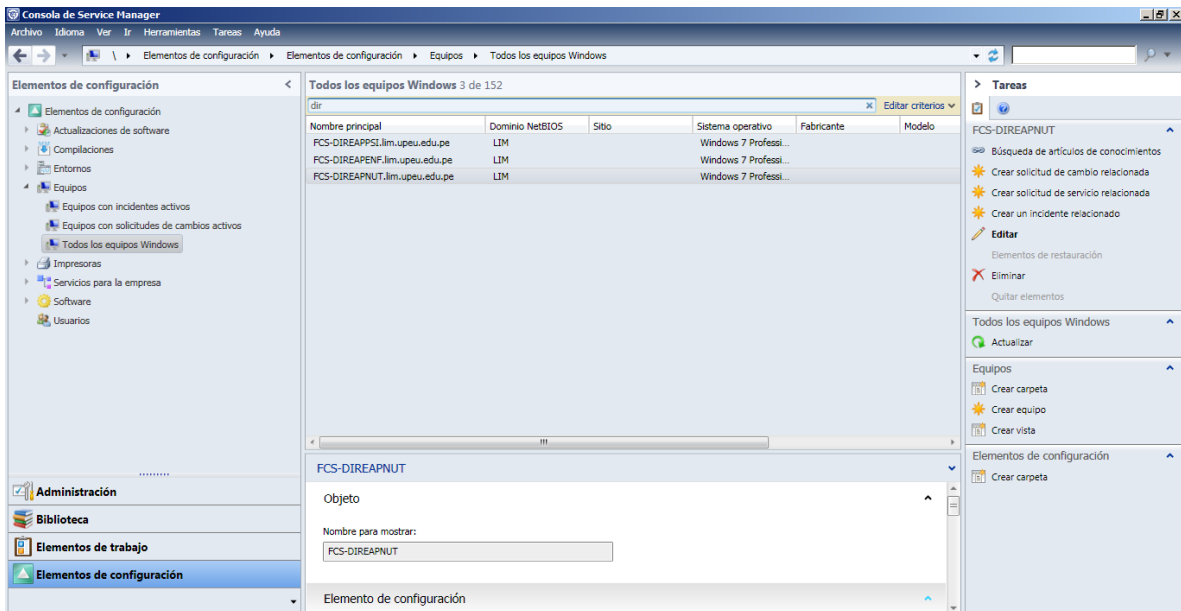 Consola de Service Manager
Archivo Idioma Ver Ir Herramientas Tareas Ayuda
\ Elementos de configuración Elementos de configuración Equipos Todos los equipos Windows
Elementos de configuración
Elementos de configuración
Actualizaciones de software
Compilaciones
Entornos
Equipos
Equipos con incidentes activos
Equipos con solicitudes de cambios activos
Todos los equipos Windows
Impresoras
Servicios para la empresa
Software
Usuarios
Administración
Biblioteca
Elementos de trabajo
Elementos de configuración
Todos los equipos Windows 3 de 152
dir Editar criterios
Nombre principal Dominio NetBIOS Sitio Sistema operativo Fabricante Modelo
FCS-DIREAPPSI.lim.upeu.edu.pe LIM Windows 7 Professi...
FCS-DIREAPENF.lim.upeu.edu.pe LIM Windows 7 Professi...
FCS-DIREAPNUT.lim.upeu.edu.pe LIM Windows 7 Professi...
FCS-DIREAPNUT
Objeto
Nombre para mostrar:
FCS-DIREAPNUT
Elemento de configuración
Tareas
FCS-DIREAPNUT
Búsqueda de artículos de conocimientos
Crear solicitud de cambio relacionada
Crear solicitud de servicio relacionada
Crear un incidente relacionado
Editar
Elementos de restauración
Eliminar
Quitar elementos
Todos los equipos Windows
Actualizar
Equipos
Crear carpeta
Crear equipo
Crear vista
Elementos de configuración
Crear carpeta